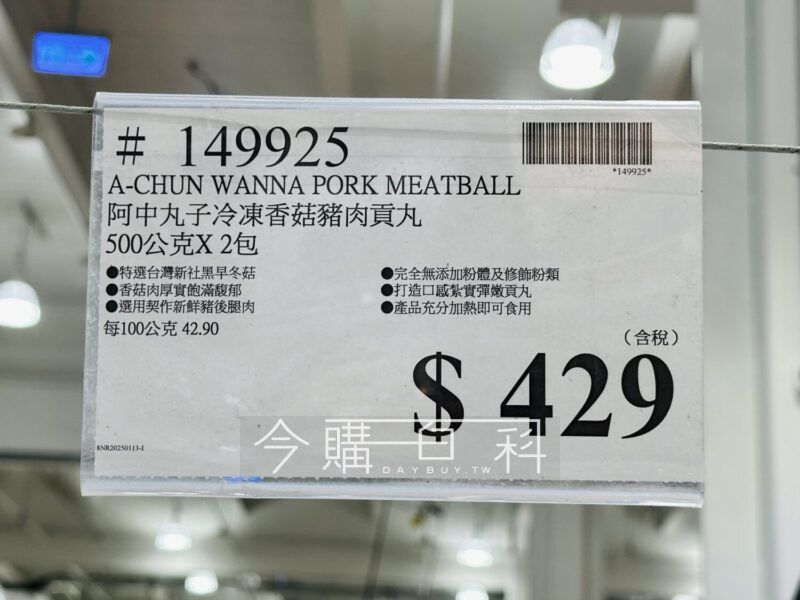 # 149925
*149925*
A-CHUN WANNA PORK MEATBALL
阿中丸子冷凍香菇豬肉貢丸
500公克X 2包
●特選台灣新社黑早冬菇
●香菇肉厚實飽滿馥郁
●選用契作新鮮豬後腿肉
●完全無添加粉體及修飾粉類
●打造口感紮實彈嫩貢丸
●產品充分加熱即可食用
每100公克 42.90
（含稅）
$ 429
今購百科
DAYBUY.TW
8NR20250113-I